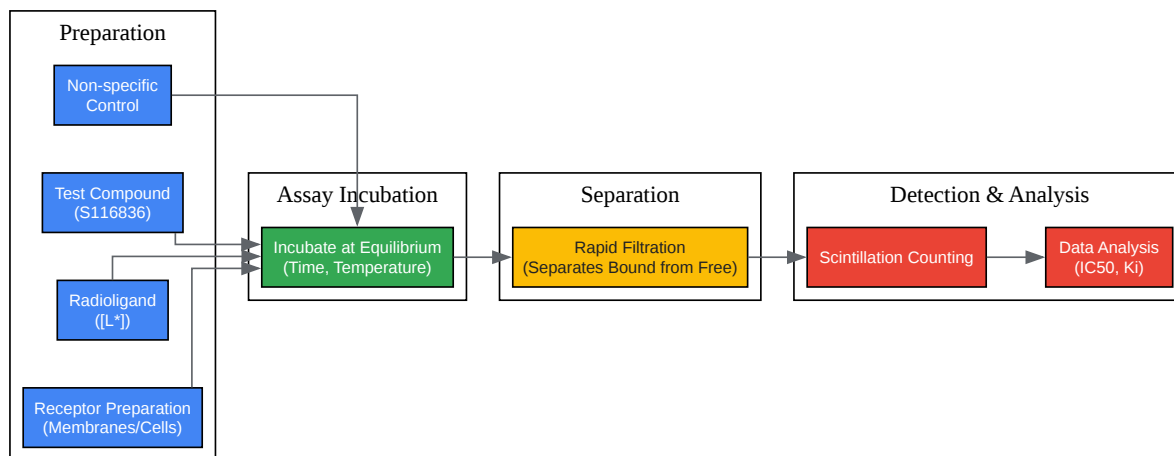 Preparation
Non-specific
Control
Test Compound
(S116836)
Radioligand
([L*])
Receptor Preparation
(Membranes/Cells)
Assay Incubation
Incubate at Equilibrium
(Time, Temperature)
Separation
Rapid Filtration
(Separates Bound from Free)
Detection & Analysis
Scintillation Counting
Data Analysis
(IC50, Ki)